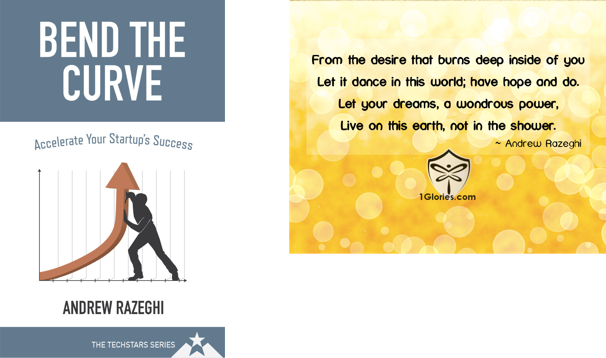 BEND THE
CURVE
Accelerate Your Startup's Success
ANDREW RAZEGHI
THE TECHSTARS SERIES
From the desire that burns deep inside of you
Let it dance in this world; have hope and do.
Let your dreams, a wondrous power,
Live on this earth, not in the shower.
~ Andrew Razeghi
1Glories.com